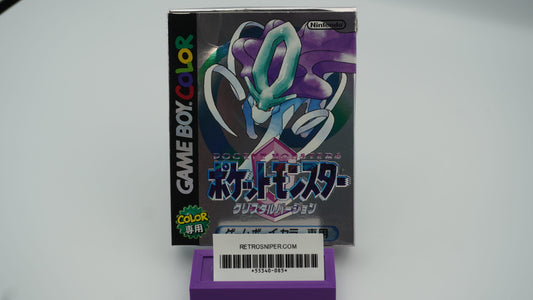 Nintendo
GAME BOY COLOR
POCKET MONSTERS
ポケットモンスター
クリスタルバージョン
COLOR
専用
ゲームボーイカラー専用
RETROSNIPER.COM
*55340-085*